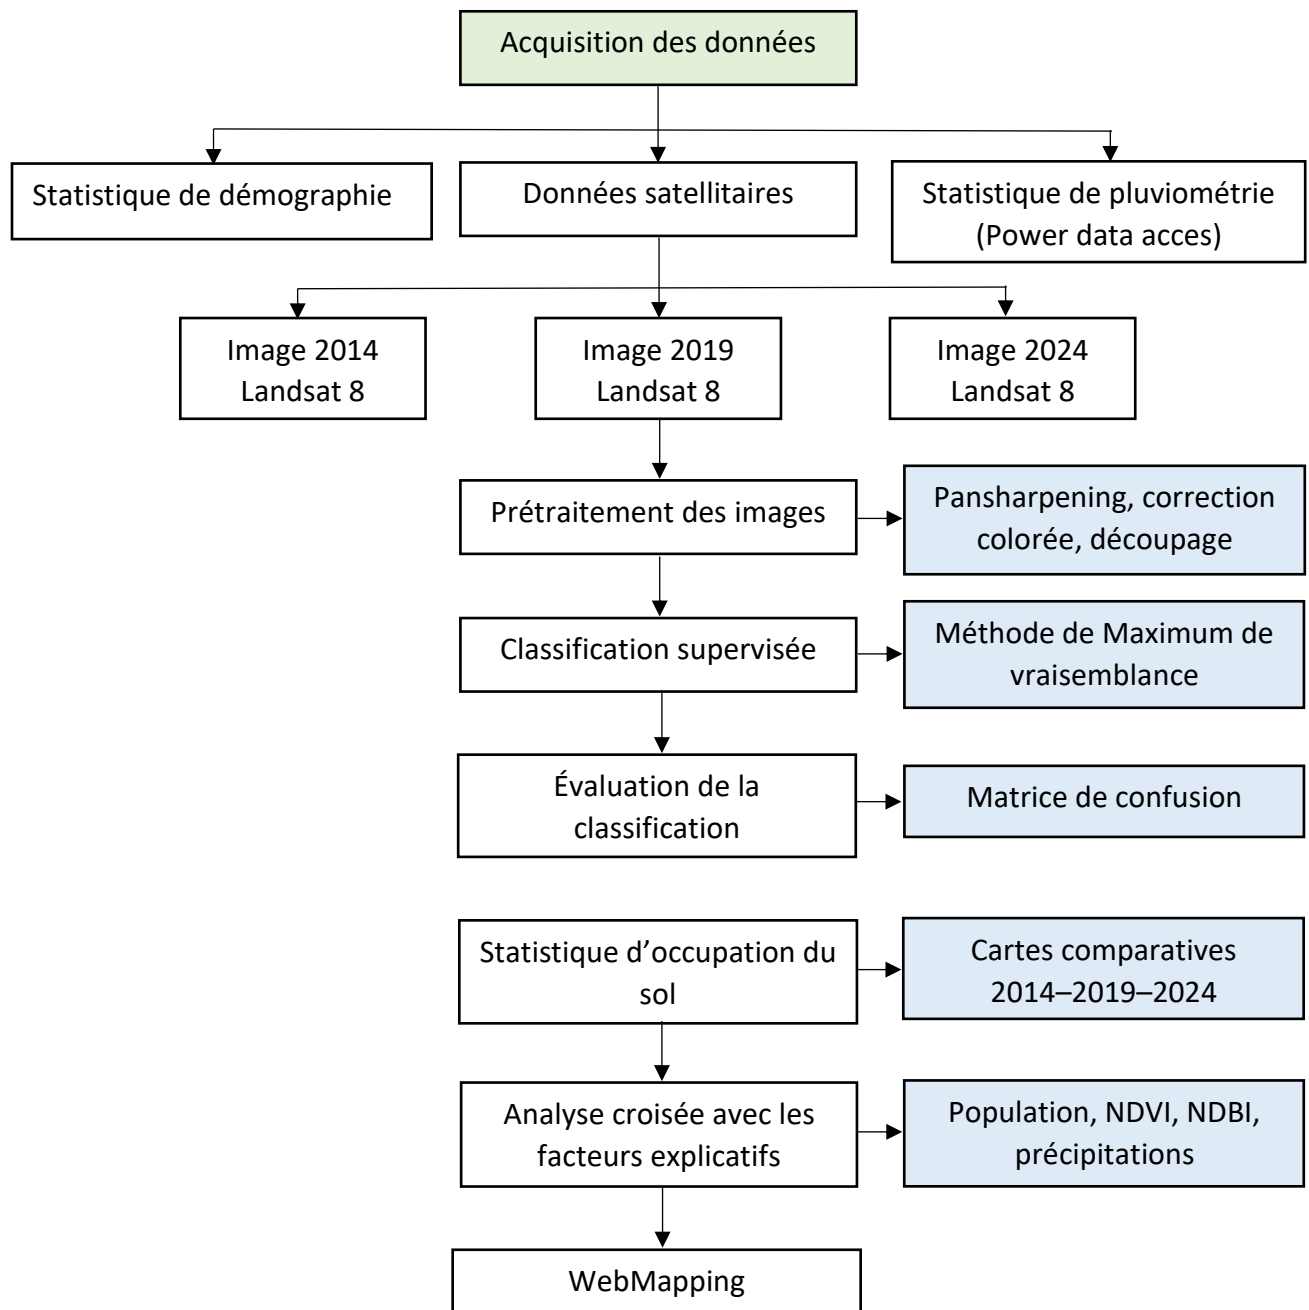 Acquisition des données
Statistique de démographie
Données satellitaires
Statistique de pluviométrie
(Power data acces)
Image 2014
Landsat 8
Image 2019
Landsat 8
Image 2024
Landsat 8
Prétraitement des images
Pansharpening, correction
colorée, découpage
Classification supervisée
Méthode de Maximum de
vraisemblance
Évaluation de la
classification
Matrice de confusion
Statistique d’occupation du
sol
Cartes comparatives
2014–2019–2024
Analyse croisée avec les
facteurs explicatifs
Population, NDVI, NDBI,
précipitations
WebMapping